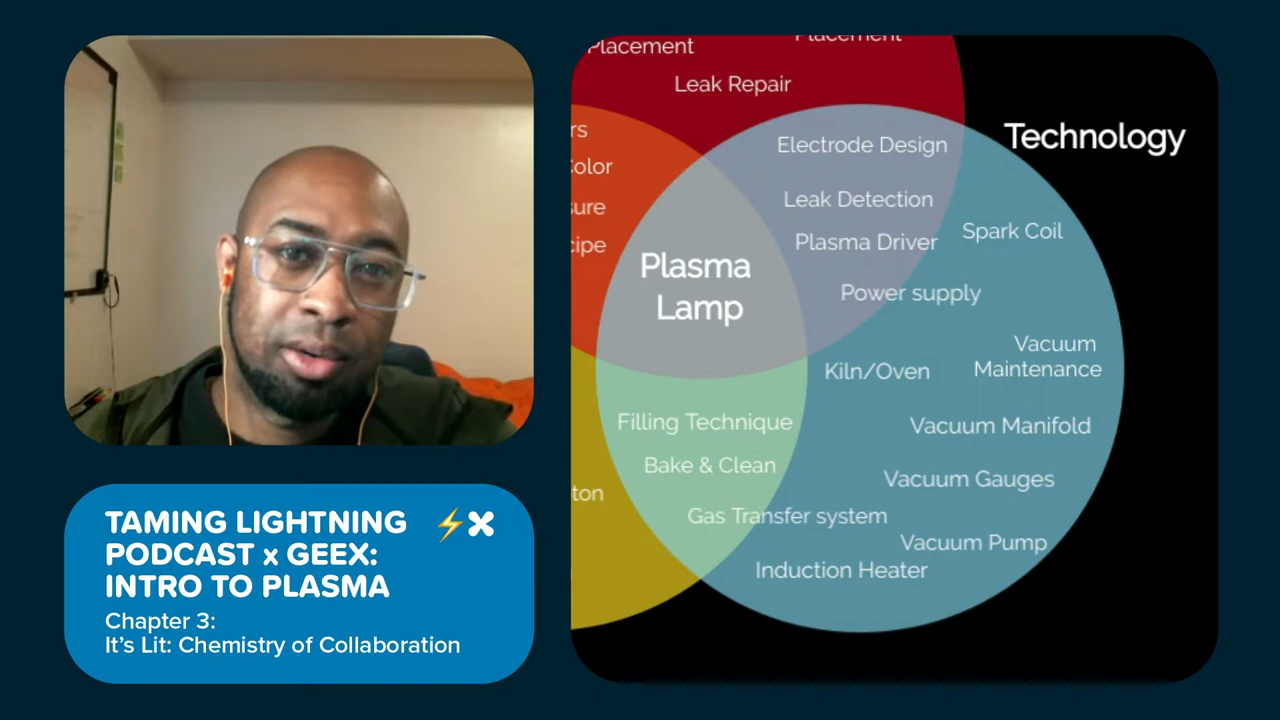 TAMING LIGHTNING
PODCAST x GEEX:
INTRO TO PLASMA
Chapter 3:
It's Lit: Chemistry of Collaboration
Placement
Placement
Leak Repair
Technology
Electrode Design
Leak Detection
Plasma Driver
Spark Coil
Plasma
Lamp
Power supply
Vacuum
Maintenance
Kiln/Oven
Filling Technique
Vacuum Manifold
Bake & Clean
Vacuum Gauges
Gas Transfer system
Vacuum Pump
Induction Heater